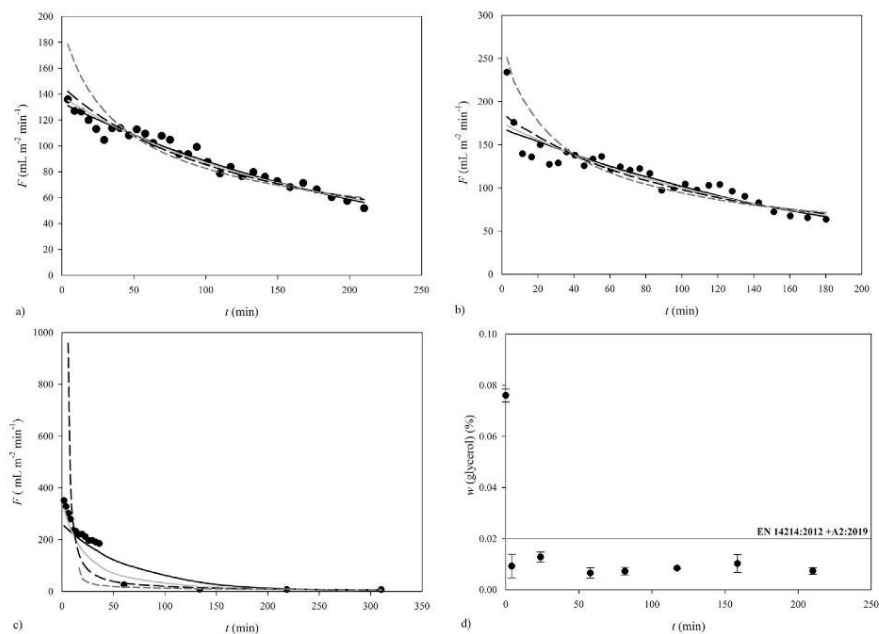 200
180
160
140
120
100
80
60
40
20
0
F (mL m⁻² min⁻¹)
0 50 100 150 200 250
t (min)
a)
300
250
200
150
100
50
0
F (mL m⁻² min⁻¹)
0 20 40 60 80 100 120 140 160 180 200
t (min)
b)
1000
800
600
400
200
0
F ( mL m⁻² min⁻¹)
0 50 100 150 200 250 300 350
t (min)
c)
0.10
0.08
0.06
0.04
0.02
0.00
w (glycerol) (%)
EN 14214:2012 +A2:2019
0 50 100 150 200 250
t (min)
d)